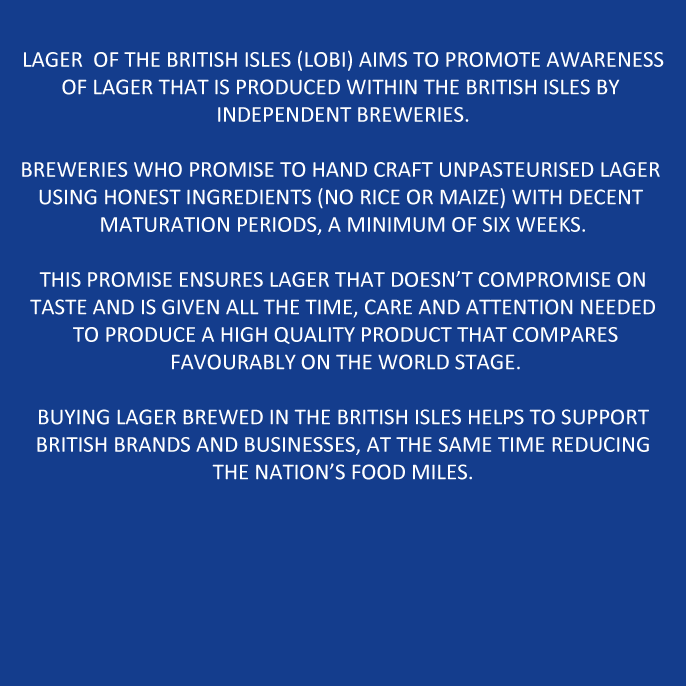 LAGER  OF THE BRITISH ISLES (LOBI) AIMS TO PROMOTE AWARENESS
OF LAGER THAT IS PRODUCED WITHIN THE BRITISH ISLES BY
INDEPENDENT BREWERIES.
BREWERIES WHO PROMISE TO HAND CRAFT UNPASTEURISED LAGER
USING HONEST INGREDIENTS (NO RICE OR MAIZE) WITH DECENT
MATURATION PERIODS, A MINIMUM OF SIX WEEKS.
THIS PROMISE ENSURES LAGER THAT DOESN’T COMPROMISE ON
TASTE AND IS GIVEN ALL THE TIME, CARE AND ATTENTION NEEDED
TO PRODUCE A HIGH QUALITY PRODUCT THAT COMPARES
FAVOURABLY ON THE WORLD STAGE.
BUYING LAGER BREWED IN THE BRITISH ISLES HELPS TO SUPPORT
BRITISH BRANDS AND BUSINESSES, AT THE SAME TIME REDUCING
THE NATION’S FOOD MILES.